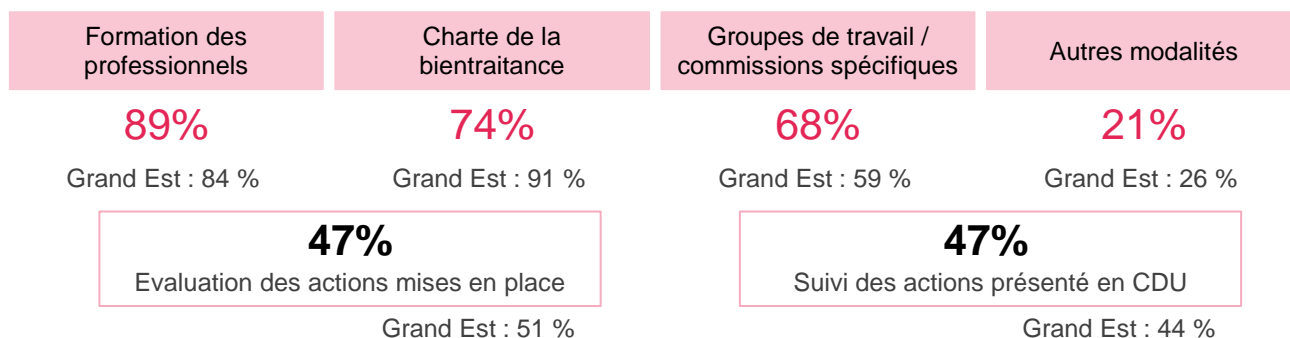 Formation des
professionnels
Charte de la
bientraitance
Groupes de travail /
commissions spécifiques
Autres modalités
89%
74%
68%
21%
Grand Est : 84 %
Grand Est : 91 %
Grand Est : 59 %
Grand Est : 26 %
47%
Evaluation des actions mises en place
47%
Suivi des actions présenté en CDU
Grand Est : 51 %
Grand Est : 44 %